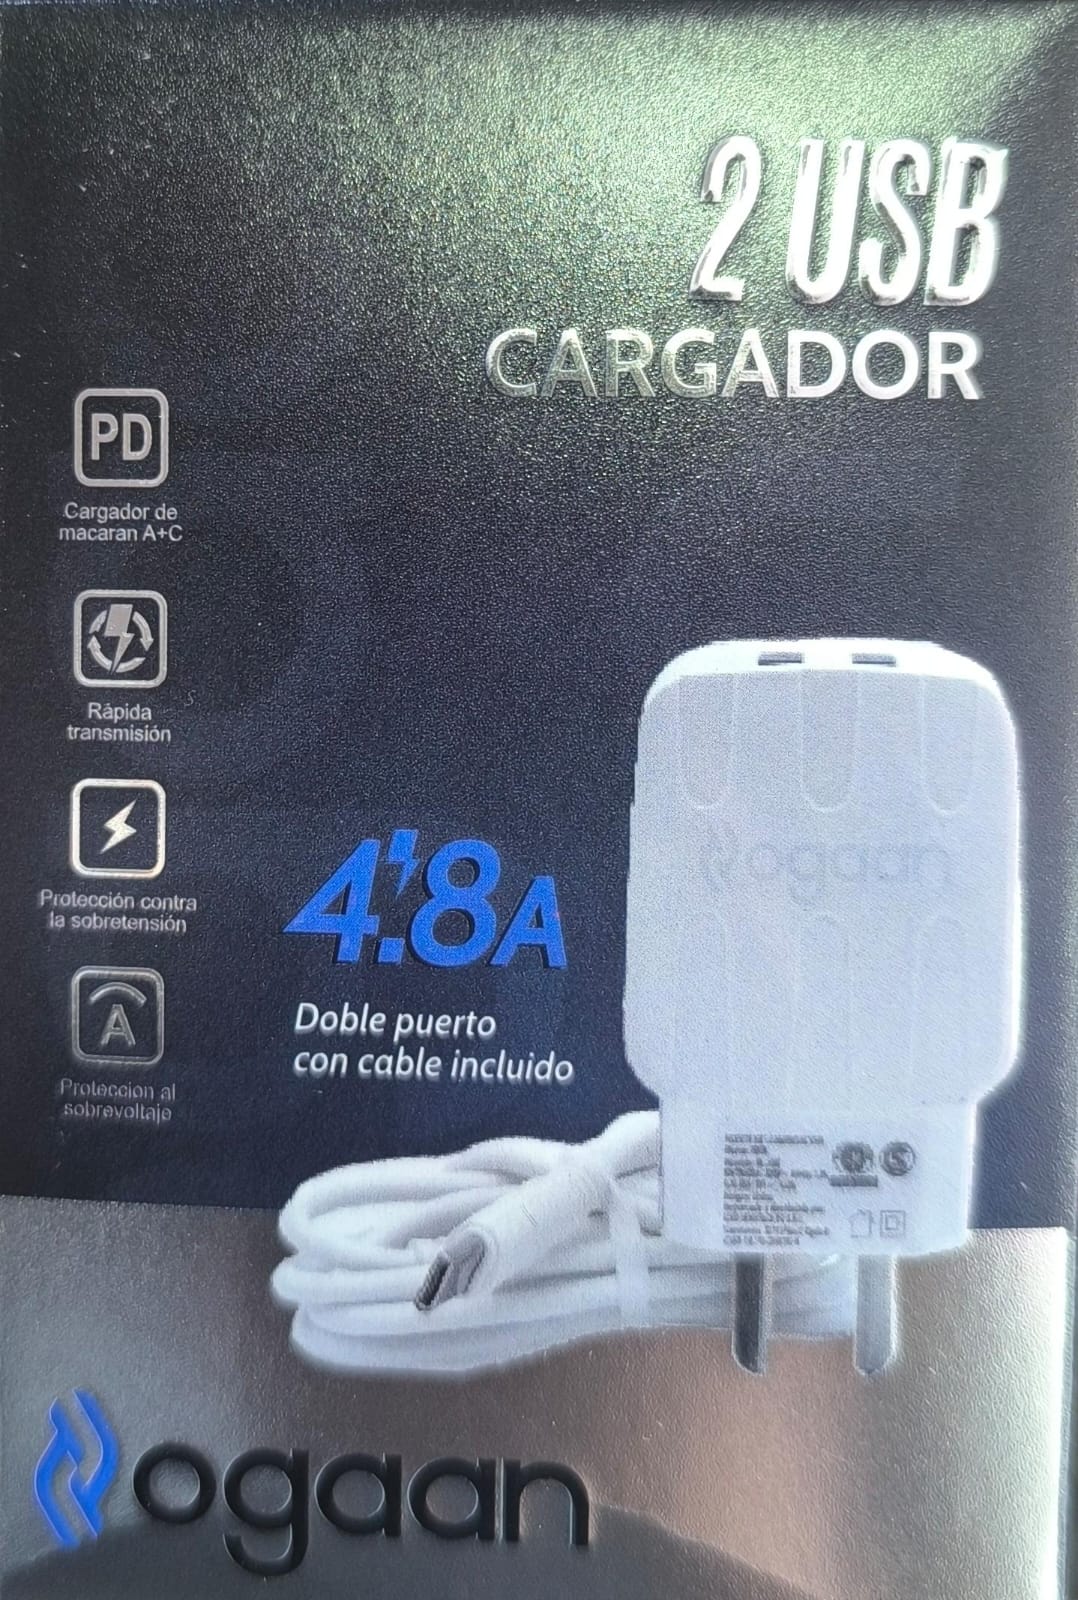 2 USB
CARGADOR
PD
Cargador de
macaran A+C
Rápida
transmisión
Protección contra
la sobretensión
A
Protección al
sobrevoltaje
4.8A
Doble puerto
con cable incluido
ogaan
ogaan